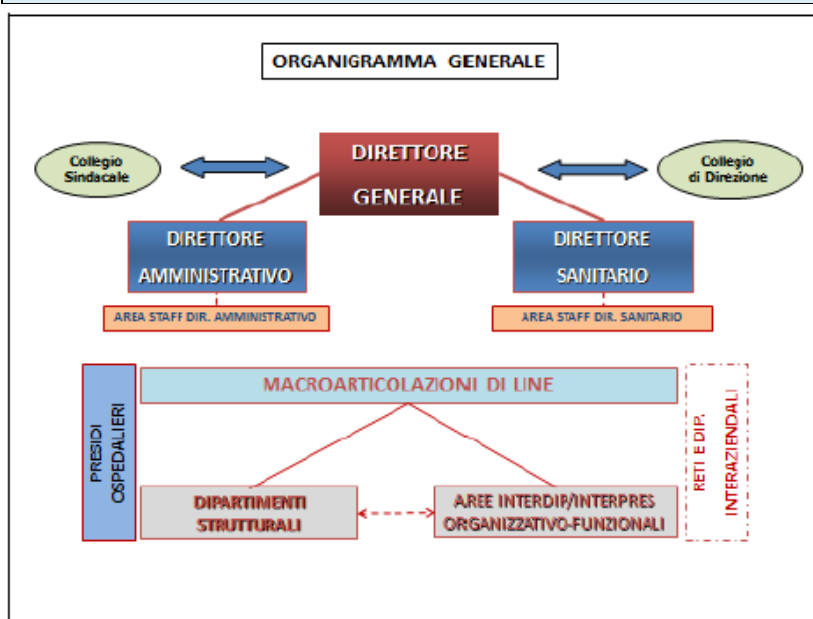 ORGANIGRAMMA GENERALE
DIRETTORE
GENERALE
Collegio
Sindacale
Collegio
di Direzione
DIRETTORE
AMMINISTRATIVO
DIRETTORE
SANITARIO
AREA STAFF DIR. AMMINISTRATIVO
AREA STAFF DIR. SANITARIO
MACROARTICOLAZIONI DI LINE
PRESIDI
OSPEDALIERI
RETI E DIP.
INTERAZIENDALI
DIPARTIMENTI
STRUTTURALI
AREE INTERDIP/INTERPRES
ORGANIZZATIVO-FUNZIONALI